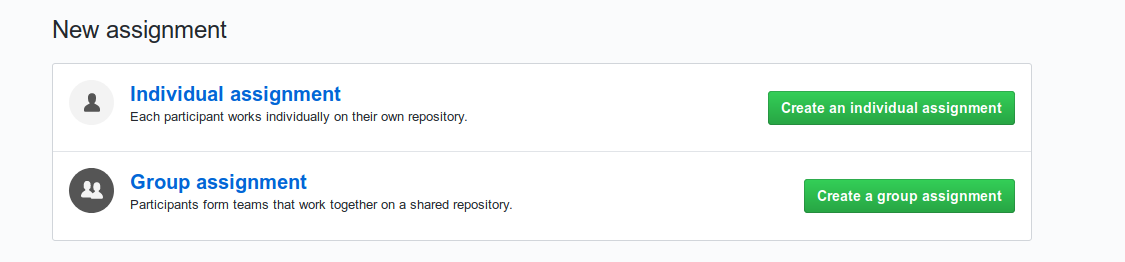 New assignment
Individual assignment
Each participant works individually on their own repository.
Create an individual assignment
Group assignment
Participants form teams that work together on a shared repository.
Create a group assignment